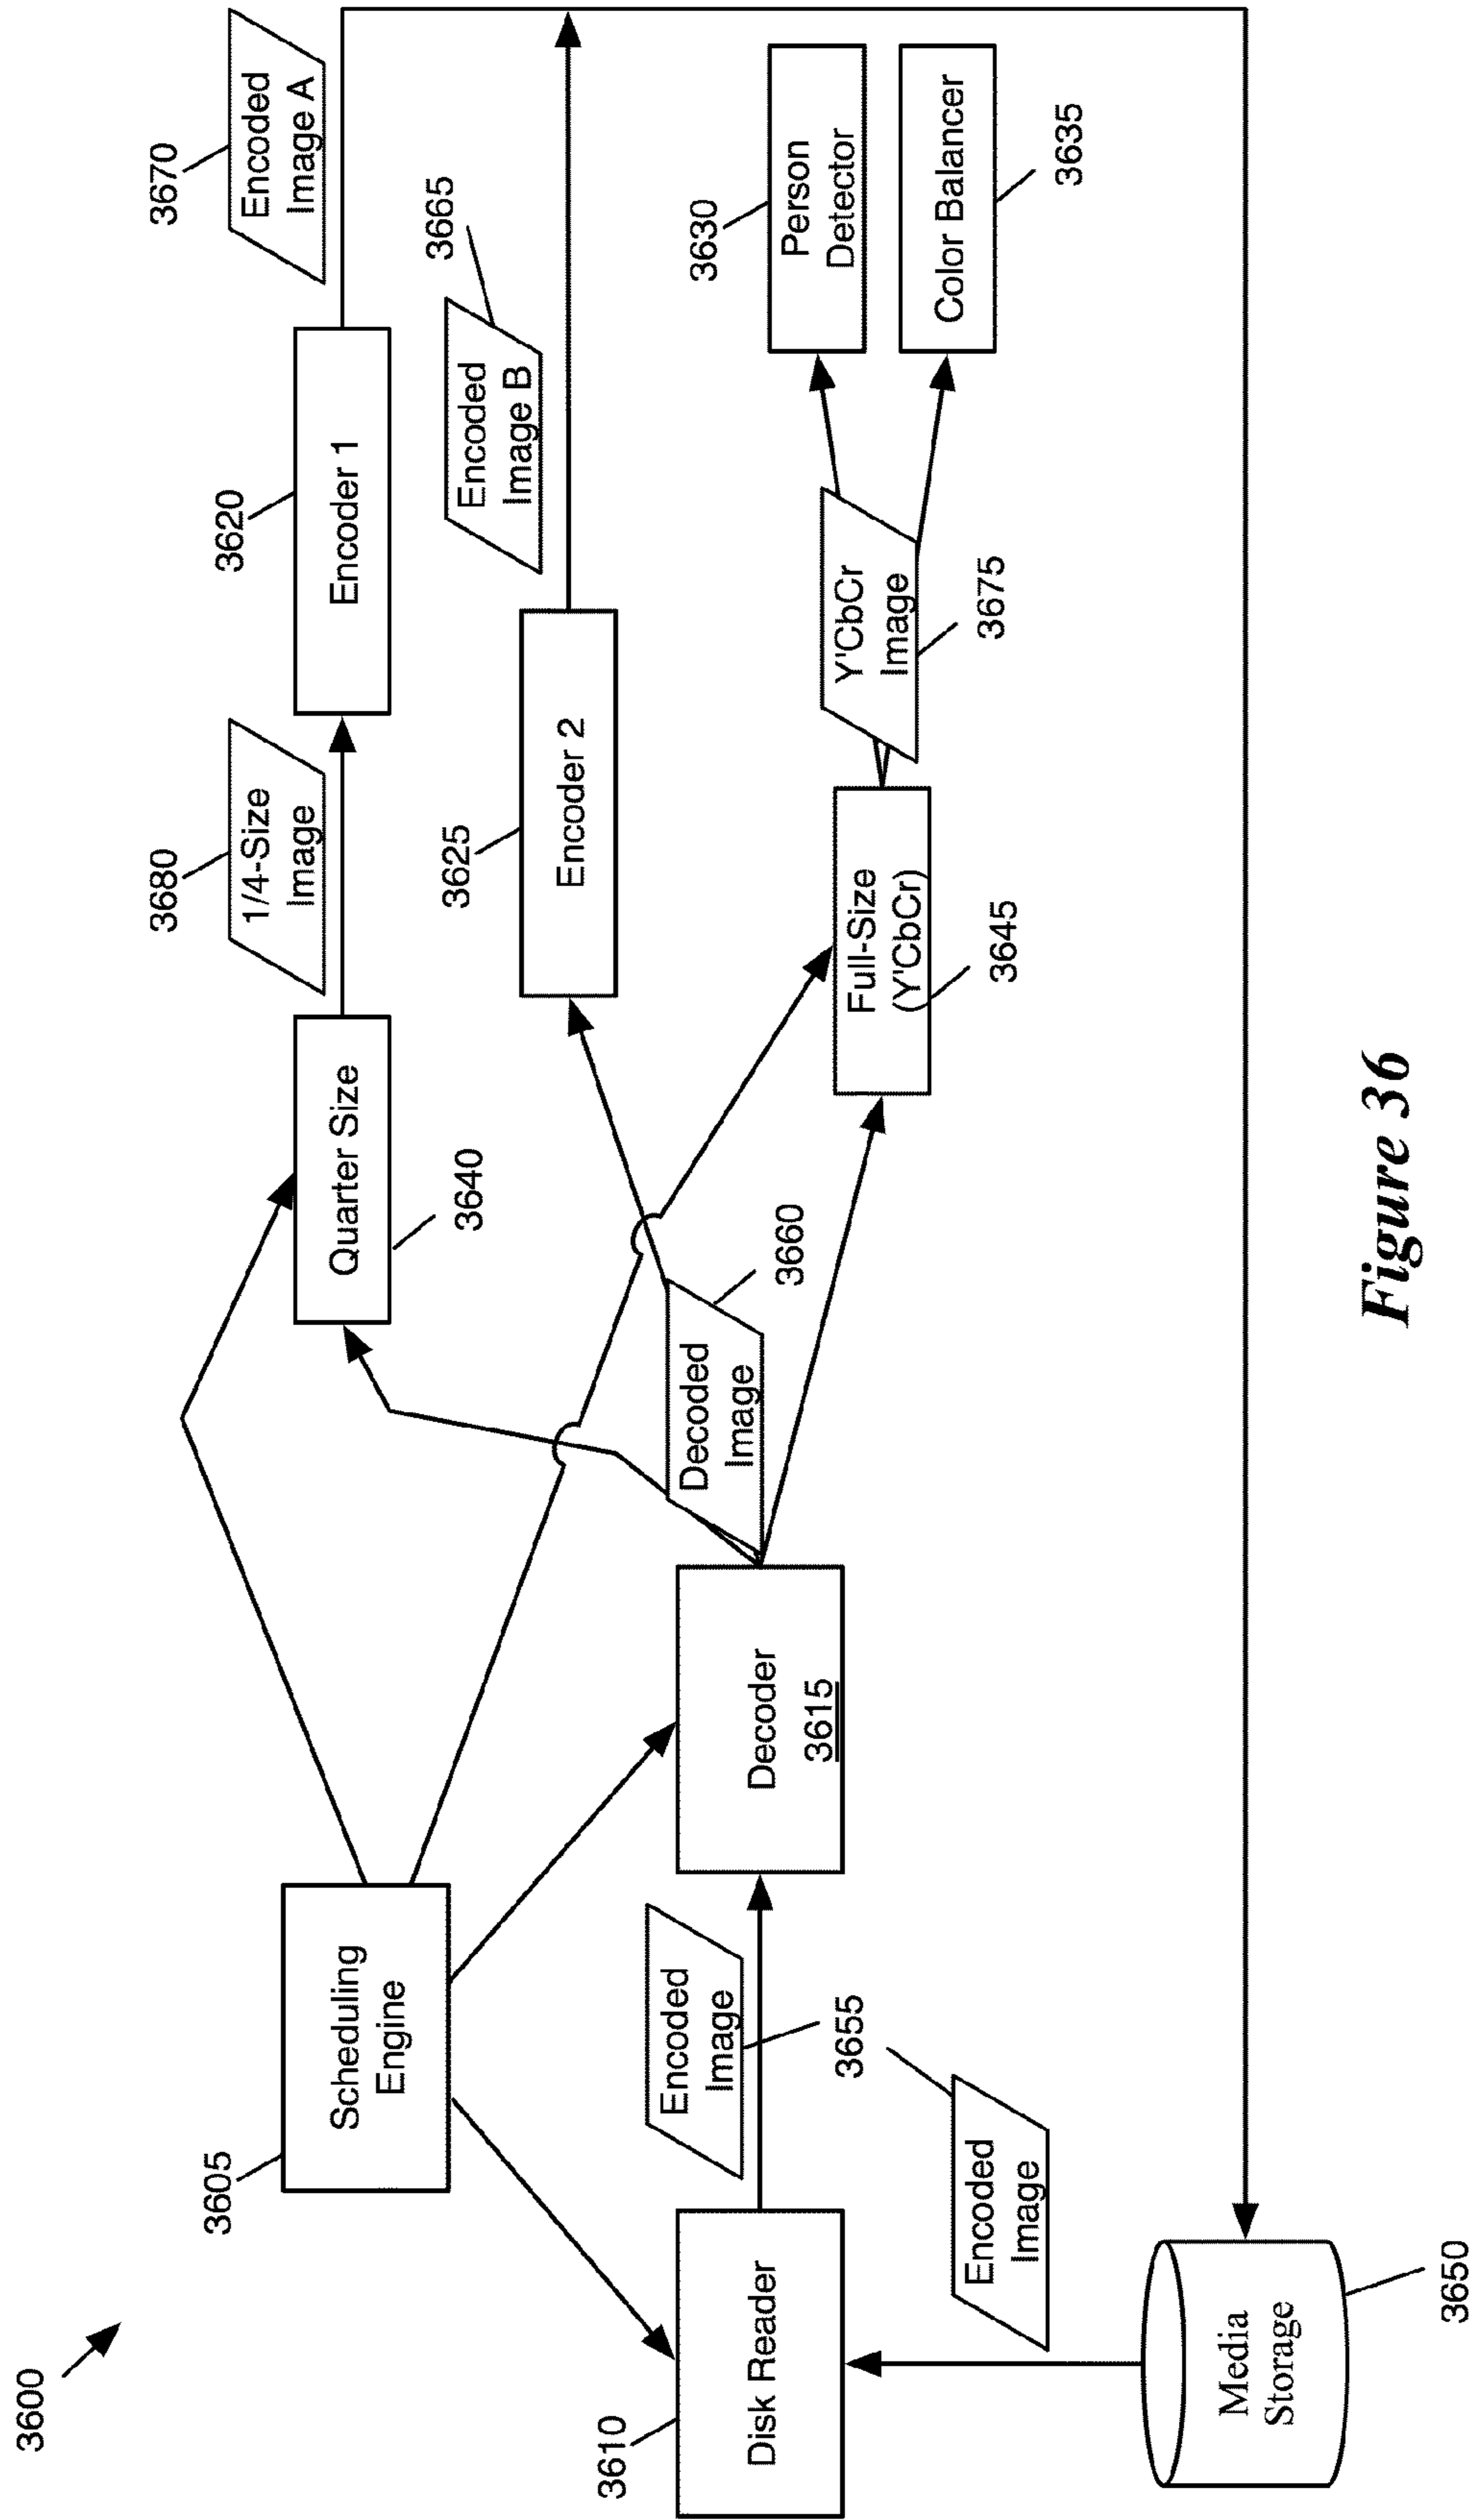 3600
3605
Scheduling
Engine
3610
Disk Reader
Encoded
Image
3655
Encoded
Image
Media
Storage
3650
Decoder
3615
Decoded
Image
3660
Quarter Size
3640
3680
1/4-Size
Image
3620
Encoder 1
3670
Encoded
Image A
3625
Encoder 2
3665
Encoded
Image B
Full-Size
(Y'CbCr)
3645
Y'CbCr
Image
3675
3630
Person
Detector
Color Balancer
3635
Figure 36